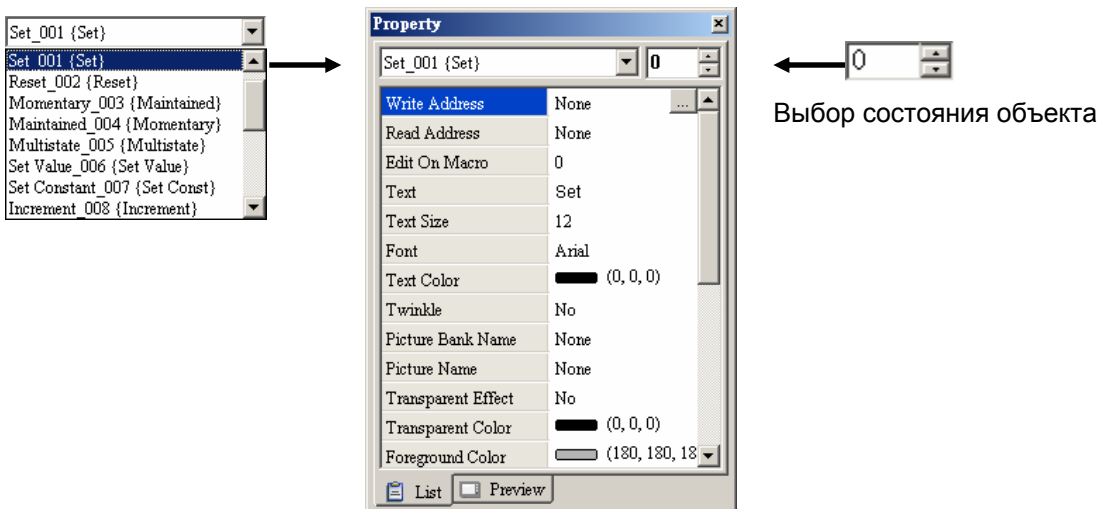 Set_001 {Set}
Set_001 {Set}
Reset_002 {Reset}
Momentary_003 {Maintained}
Maintained_004 {Momentary}
Multistate_005 {Multistate}
Set Value_006 {Set Value}
Set Constant_007 {Set Const}
Increment_008 {Increment}
Property
Set_001 {Set} 0
Write Address None ...
Read Address None
Edit On Macro 0
Text Set
Text Size 12
Font Arial
Text Color (0, 0, 0)
Twinkle No
Picture Bank Name None
Picture Name None
Transparent Effect No
Transparent Color (0, 0, 0)
Foreground Color (180, 180, 18
List Preview
0
Выбор состояния объекта